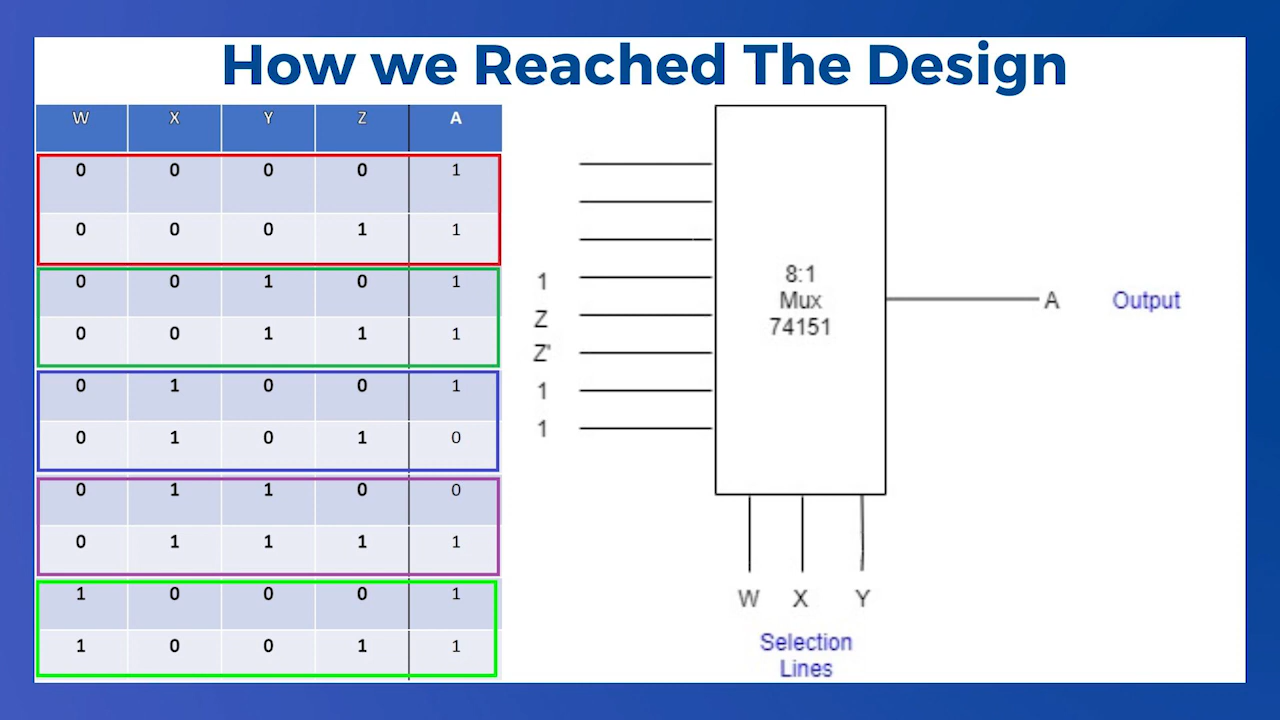 How we Reached The Design
W X Y Z A
0 0 0 0 1
0 0 0 1 1
0 0 1 0 1
0 0 1 1 1
0 1 0 0 1
0 1 0 1 0
0 1 1 0 0
0 1 1 1 1
1 0 0 0 1
1 0 0 1 1
1
Z
Z'
1
1
8:1
Mux
74151
A Output
W X Y
Selection
Lines